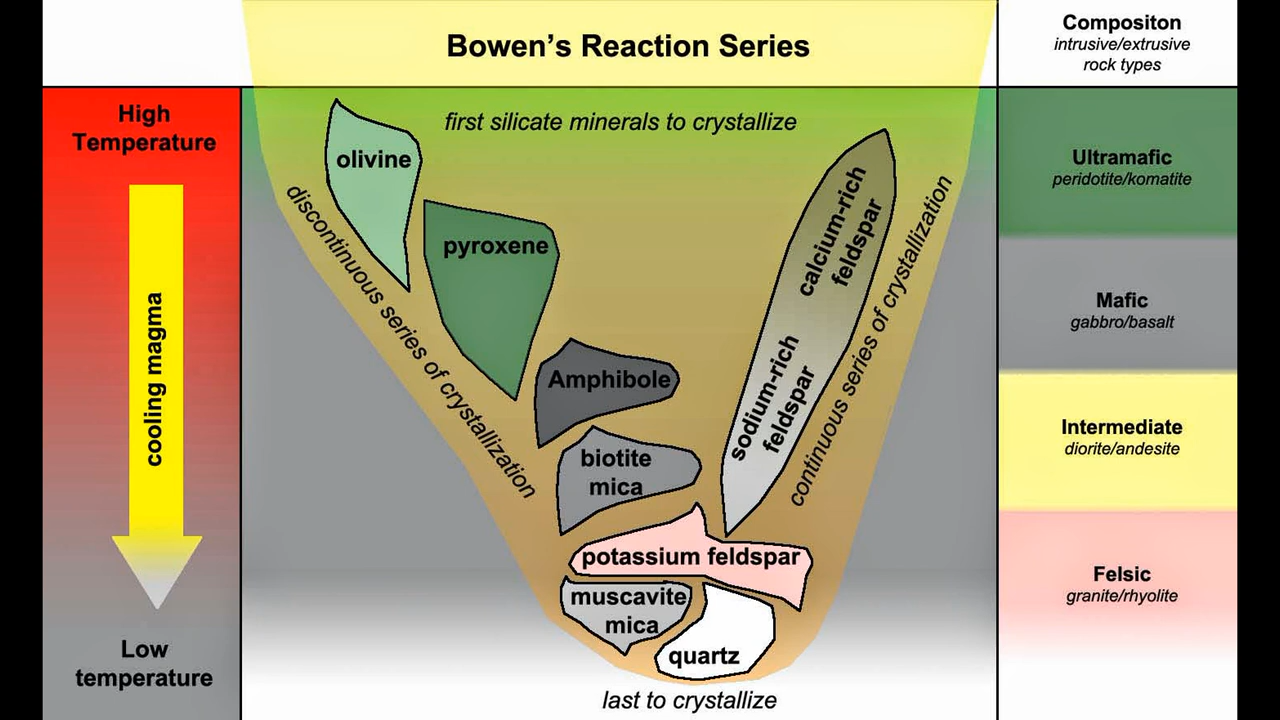 Bowen's Reaction Series
Compositon
intrusive/extrusive
rock types
High
Temperature
cooling magma
Low
temperature
first silicate minerals to crystallize
olivine
pyroxene
Amphibole
biotite
mica
discontinuous series of crystallization
calcium-rich
feldspar
sodium-rich
feldspar
continuous series of crystallization
potassium feldspar
muscavite
mica
quartz
last to crystallize
Ultramafic
peridotite/komatite
Mafic
gabbro/basalt
Intermediate
diorite/andesite
Felsic
granite/rhyolite